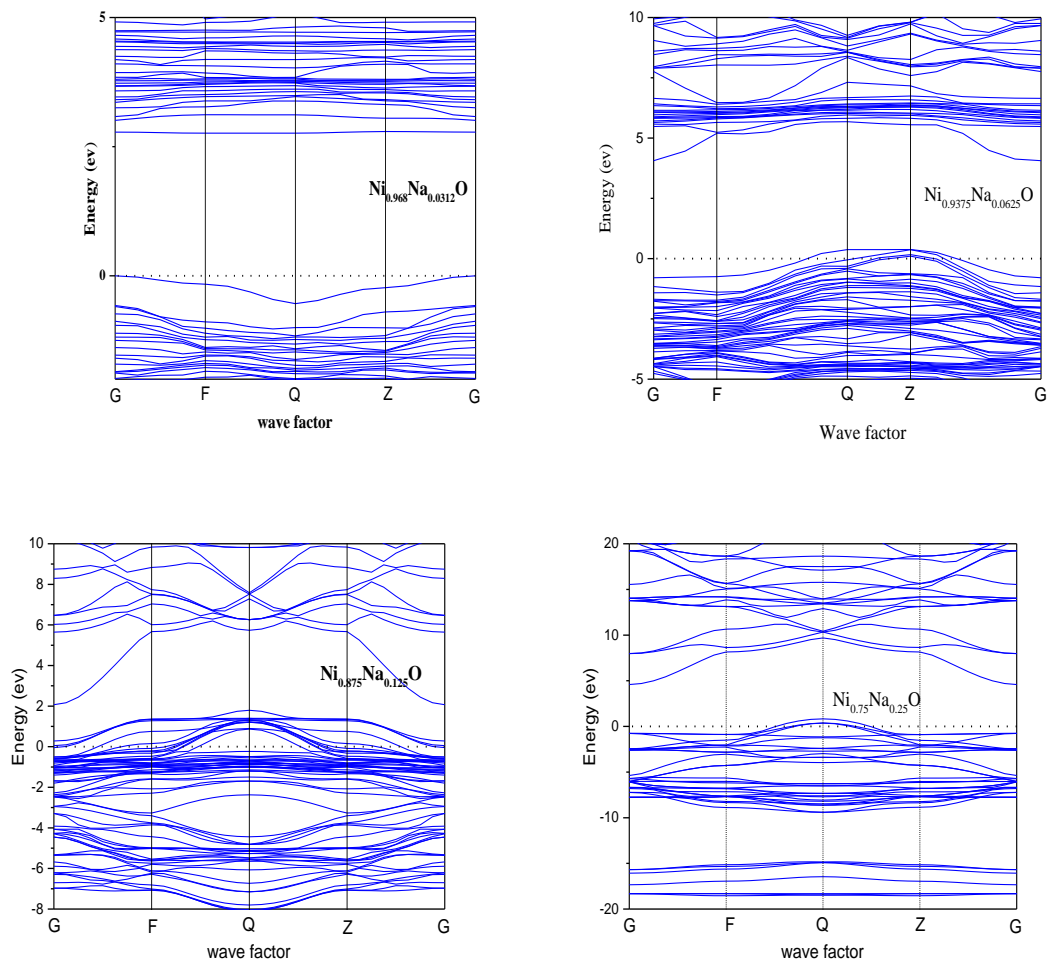 5
0
Energy (ev)
Ni0.968Na0.0312O
G F Q Z G
wave factor
10
5
0
-5
Energy (ev)
Ni0.9375Na0.0625O
G F Q Z G
Wave factor
10
8
6
4
2
0
-2
-4
-6
-8
Energy (ev)
Ni0.875Na0.125O
G F Q Z G
wave factor
20
10
0
-10
-20
Energy (ev)
Ni0.75Na0.25O
G F Q Z G
wave factor